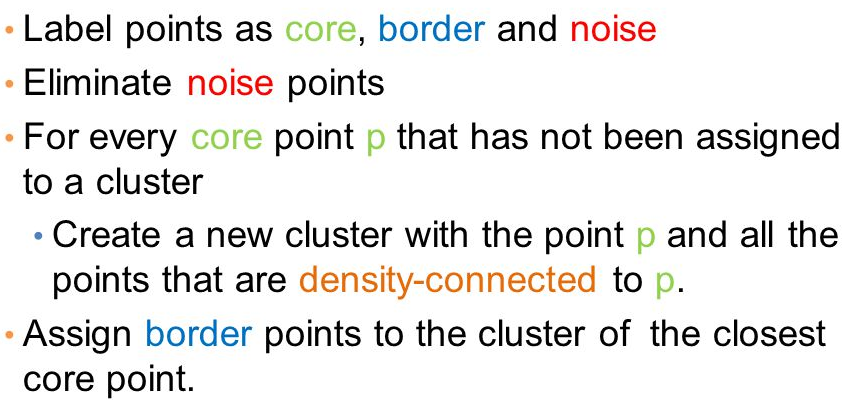 • Label points as core, border and noise
• Eliminate noise points
• For every core point p that has not been assigned
to a cluster
• Create a new cluster with the point p and all the
points that are density-connected to p.
• Assign border points to the cluster of the closest
core point.